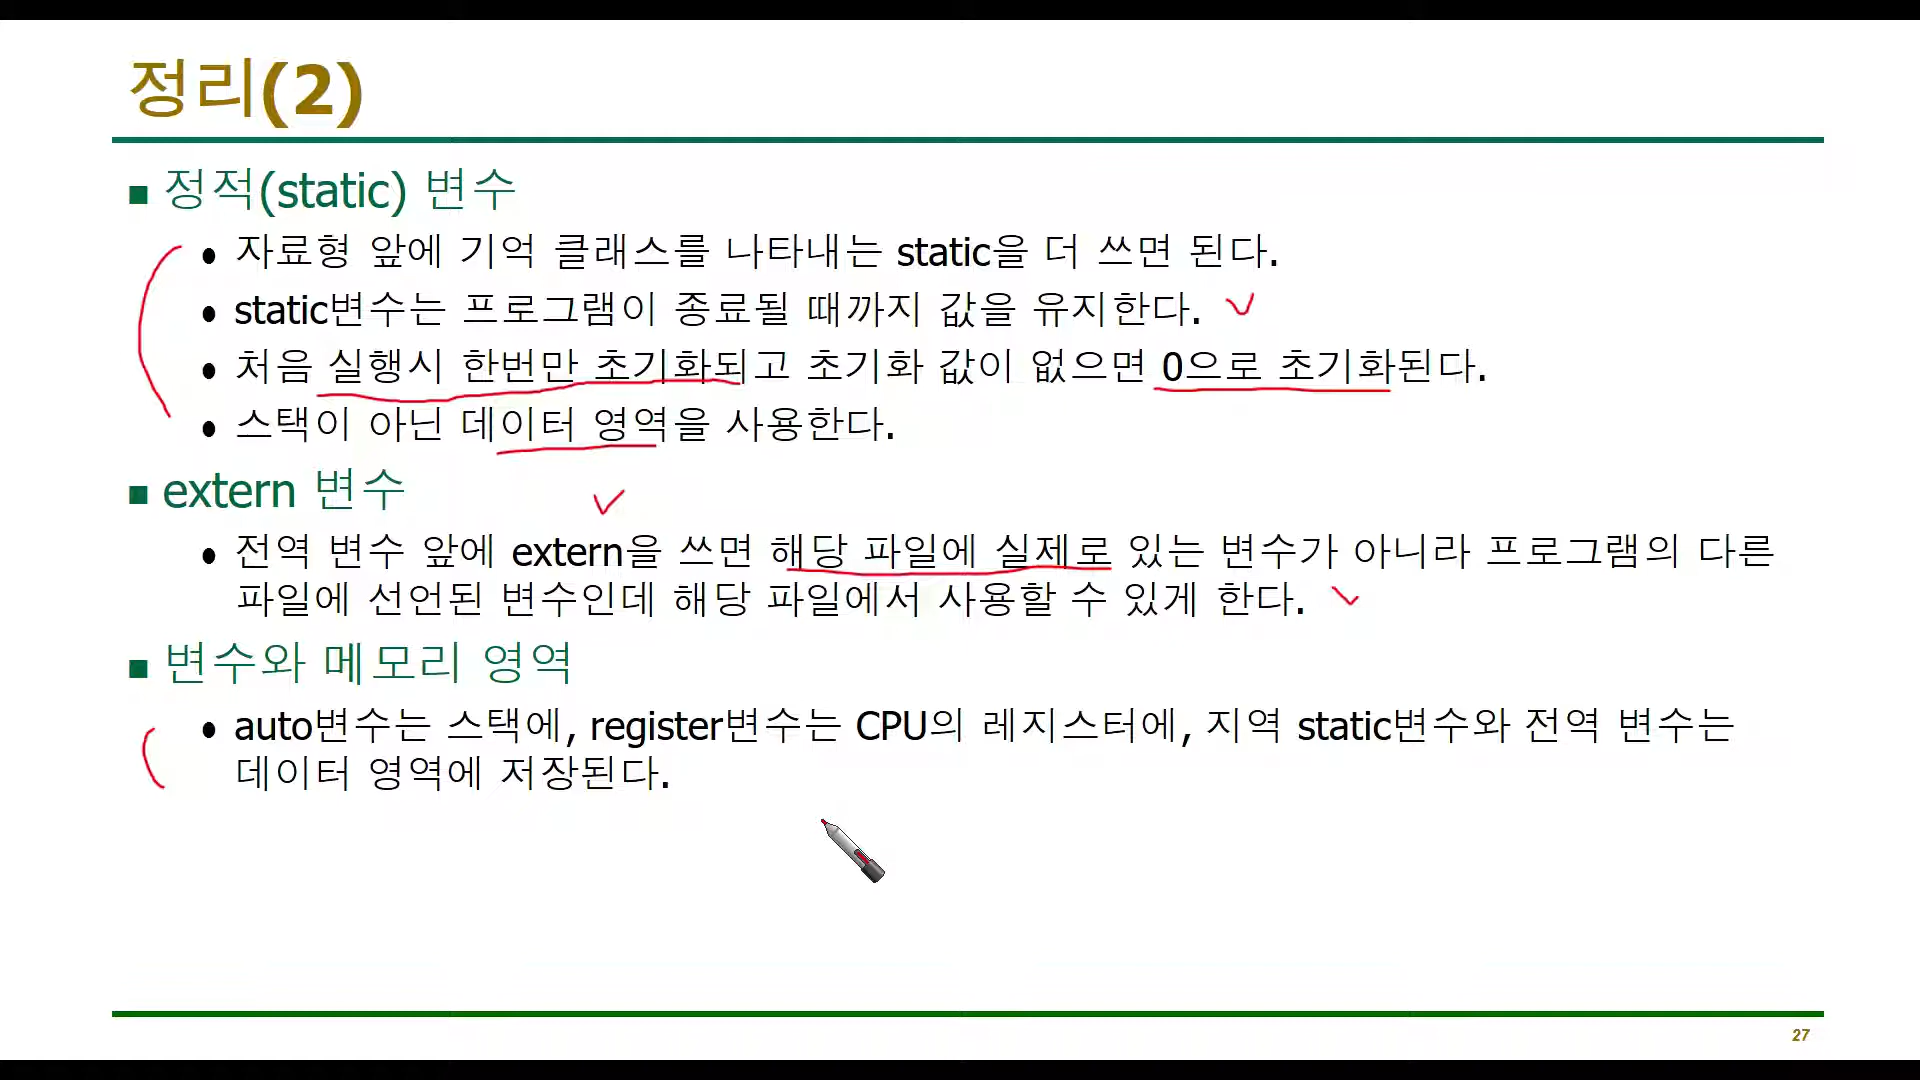 정리(2)
■ 정적(static) 변수
● 자료형 앞에 기억 클래스를 나타내는 static을 더 쓰면 된다.
● static변수는 프로그램이 종료될 때까지 값을 유지한다.
● 처음 실행시 한번만 초기화되고 초기화 값이 없으면 0으로 초기화된다.
● 스택이 아닌 데이터 영역을 사용한다.
■ extern 변수
● 전역 변수 앞에 extern을 쓰면 해당 파일에 실제로 있는 변수가 아니라 프로그램의 다른
파일에 선언된 변수인데 해당 파일에서 사용할 수 있게 한다.
■ 변수와 메모리 영역
● auto변수는 스택에, register변수는 CPU의 레지스터에, 지역 static변수와 전역 변수는
데이터 영역에 저장된다.
27